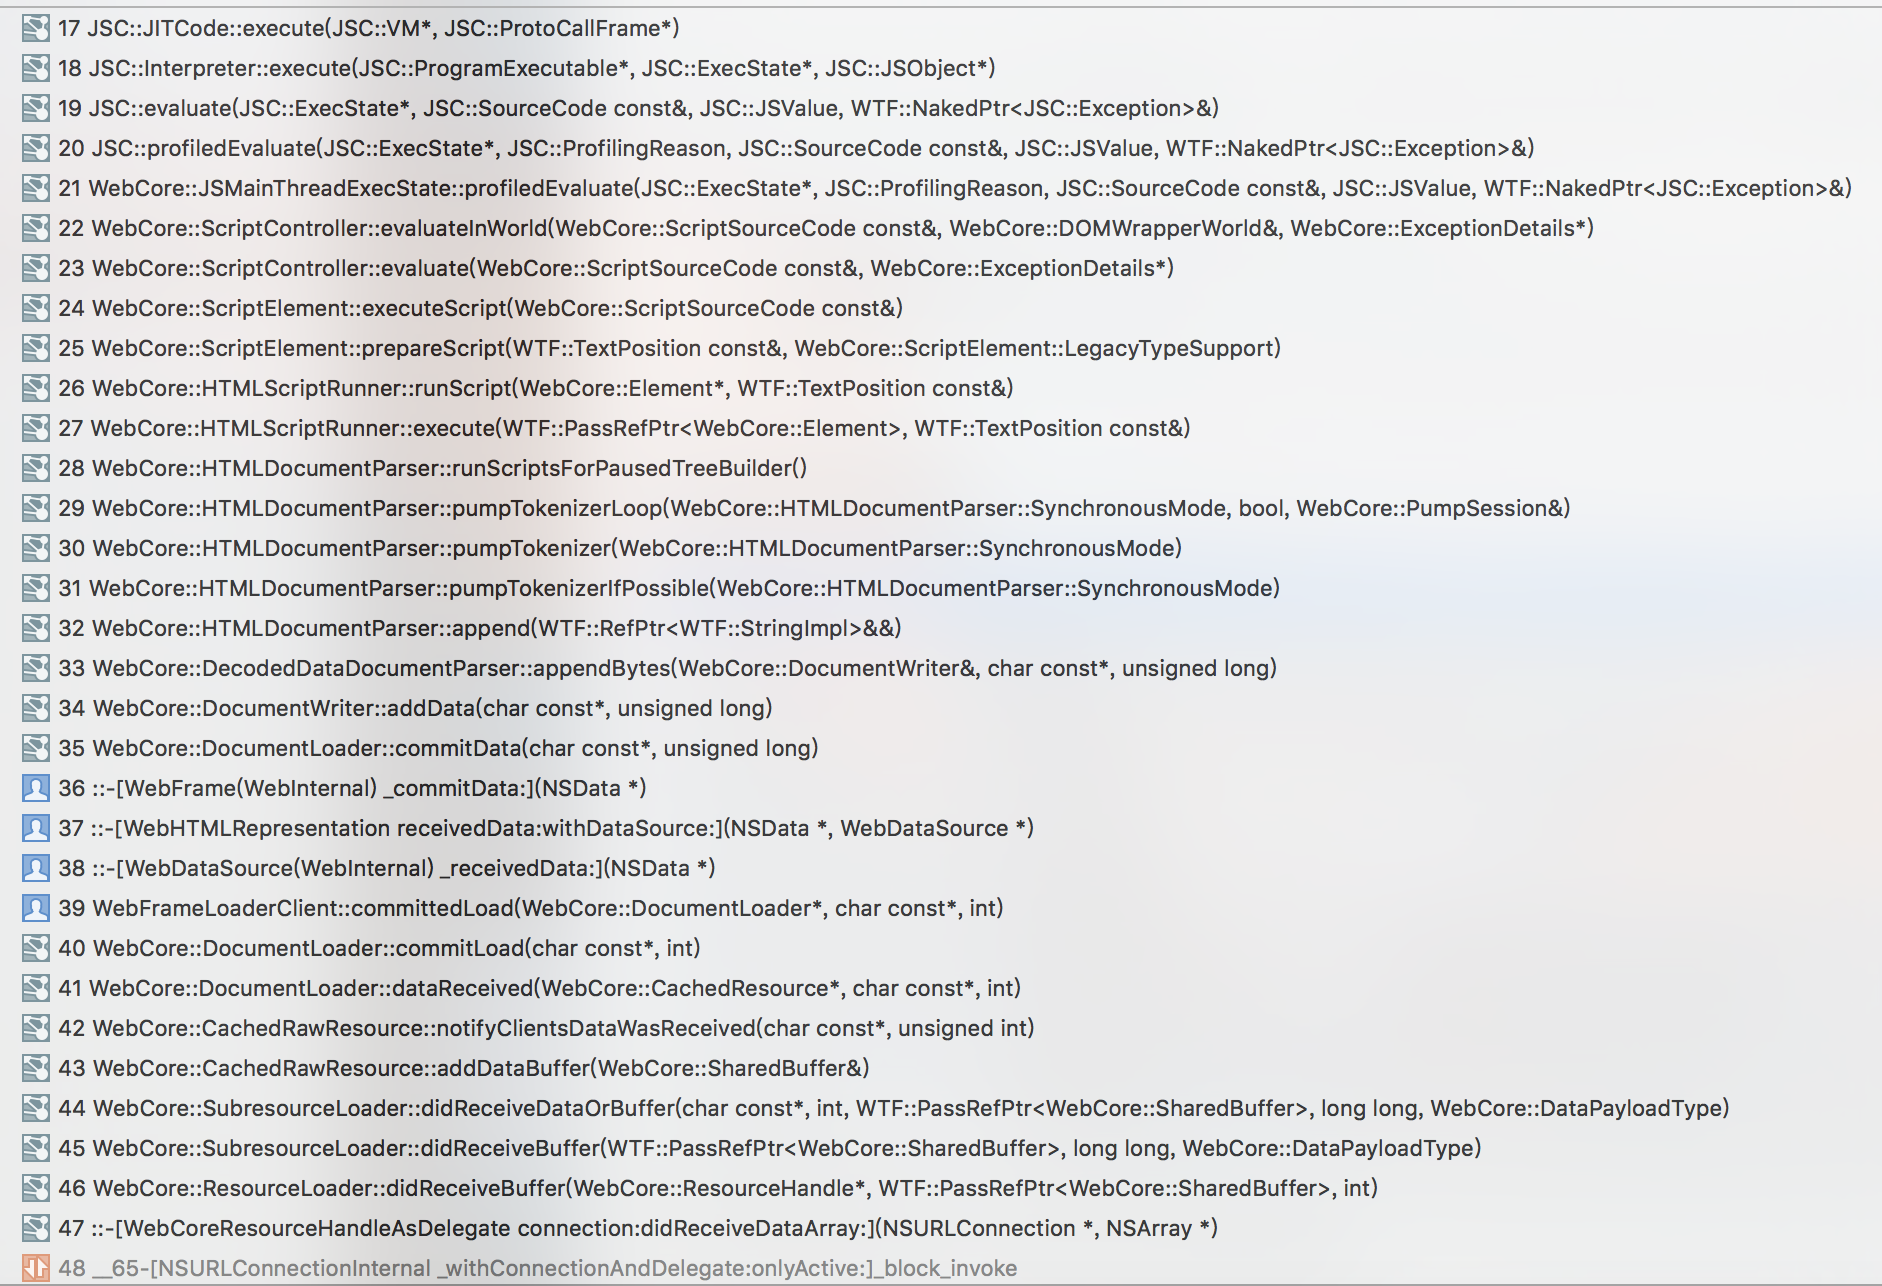 17 JSC::JITCode::execute(JSC::VM*, JSC::ProtoCallFrame*)
18 JSC::Interpreter::execute(JSC::ProgramExecutable*, JSC::ExecState*, JSC::JSObject*)
19 JSC::evaluate(JSC::ExecState*, JSC::SourceCode const&, JSC::JSValue, WTF::NakedPtr<JSC::Exception>&)
20 JSC::profiledEvaluate(JSC::ExecState*, JSC::ProfilingReason, JSC::SourceCode const&, JSC::JSValue, WTF::NakedPtr<JSC::Exception>&)
21 WebCore::JSMainThreadExecState::profiledEvaluate(JSC::ExecState*, JSC::ProfilingReason, JSC::SourceCode const&, JSC::JSValue, WTF::NakedPtr<JSC::Exception>&)
22 WebCore::ScriptController::evaluateInWorld(WebCore::ScriptSourceCode const&, WebCore::DOMWrapperWorld&, WebCore::ExceptionDetails*)
23 WebCore::ScriptController::evaluate(WebCore::ScriptSourceCode const&, WebCore::ExceptionDetails*)
24 WebCore::ScriptElement::executeScript(WebCore::ScriptSourceCode const&)
25 WebCore::ScriptElement::prepareScript(WTF::TextPosition const&, WebCore::ScriptElement::LegacyTypeSupport)
26 WebCore::HTMLScriptRunner::runScript(WebCore::Element*, WTF::TextPosition const&)
27 WebCore::HTMLScriptRunner::execute(WTF::PassRefPtr<WebCore::Element>, WTF::TextPosition const&)
28 WebCore::HTMLDocumentParser::runScriptsForPausedTreeBuilder()
29 WebCore::HTMLDocumentParser::pumpTokenizerLoop(WebCore::HTMLDocumentParser::SynchronousMode, bool, WebCore::PumpSession&)
30 WebCore::HTMLDocumentParser::pumpTokenizer(WebCore::HTMLDocumentParser::SynchronousMode)
31 WebCore::HTMLDocumentParser::pumpTokenizerIfPossible(WebCore::HTMLDocumentParser::SynchronousMode)
32 WebCore::HTMLDocumentParser::append(WTF::RefPtr<WTF::StringImpl>&&)
33 WebCore::DecodedDataDocumentParser::appendBytes(WebCore::DocumentWriter&, char const*, unsigned long)
34 WebCore::DocumentWriter::addData(char const*, unsigned long)
35 WebCore::DocumentLoader::commitData(char const*, unsigned long)
36 ::-[WebFrame(WebInternal) _commitData:](NSData *)
37 ::-[WebHTMLRepresentation receivedData:withDataSource:](NSData *, WebDataSource *)
38 ::-[WebDataSource(WebInternal) _receivedData:](NSData *)
39 WebFrameLoaderClient::committedLoad(WebCore::DocumentLoader*, char const*, int)
40 WebCore::DocumentLoader::commitLoad(char const*, int)
41 WebCore::DocumentLoader::dataReceived(WebCore::CachedResource*, char const*, int)
42 WebCore::CachedRawResource::notifyClientsDataWasReceived(char const*, unsigned int)
43 WebCore::CachedRawResource::addDataBuffer(WebCore::SharedBuffer&)
44 WebCore::SubresourceLoader::didReceiveDataOrBuffer(char const*, int, WTF::PassRefPtr<WebCore::SharedBuffer>, long long, WebCore::DataPayloadType)
45 WebCore::SubresourceLoader::didReceiveBuffer(WTF::PassRefPtr<WebCore::SharedBuffer>, long long, WebCore::DataPayloadType)
46 WebCore::ResourceLoader::didReceiveBuffer(WebCore::ResourceHandle*, WTF::PassRefPtr<WebCore::SharedBuffer>, int)
47 ::-[WebCoreResourceHandleAsDelegate connection:didReceiveDataArray:](NSURLConnection *, NSArray *)
48 __65-[NSURLConnectionInternal _withConnectionAndDelegate:onlyActive:]_block_invoke